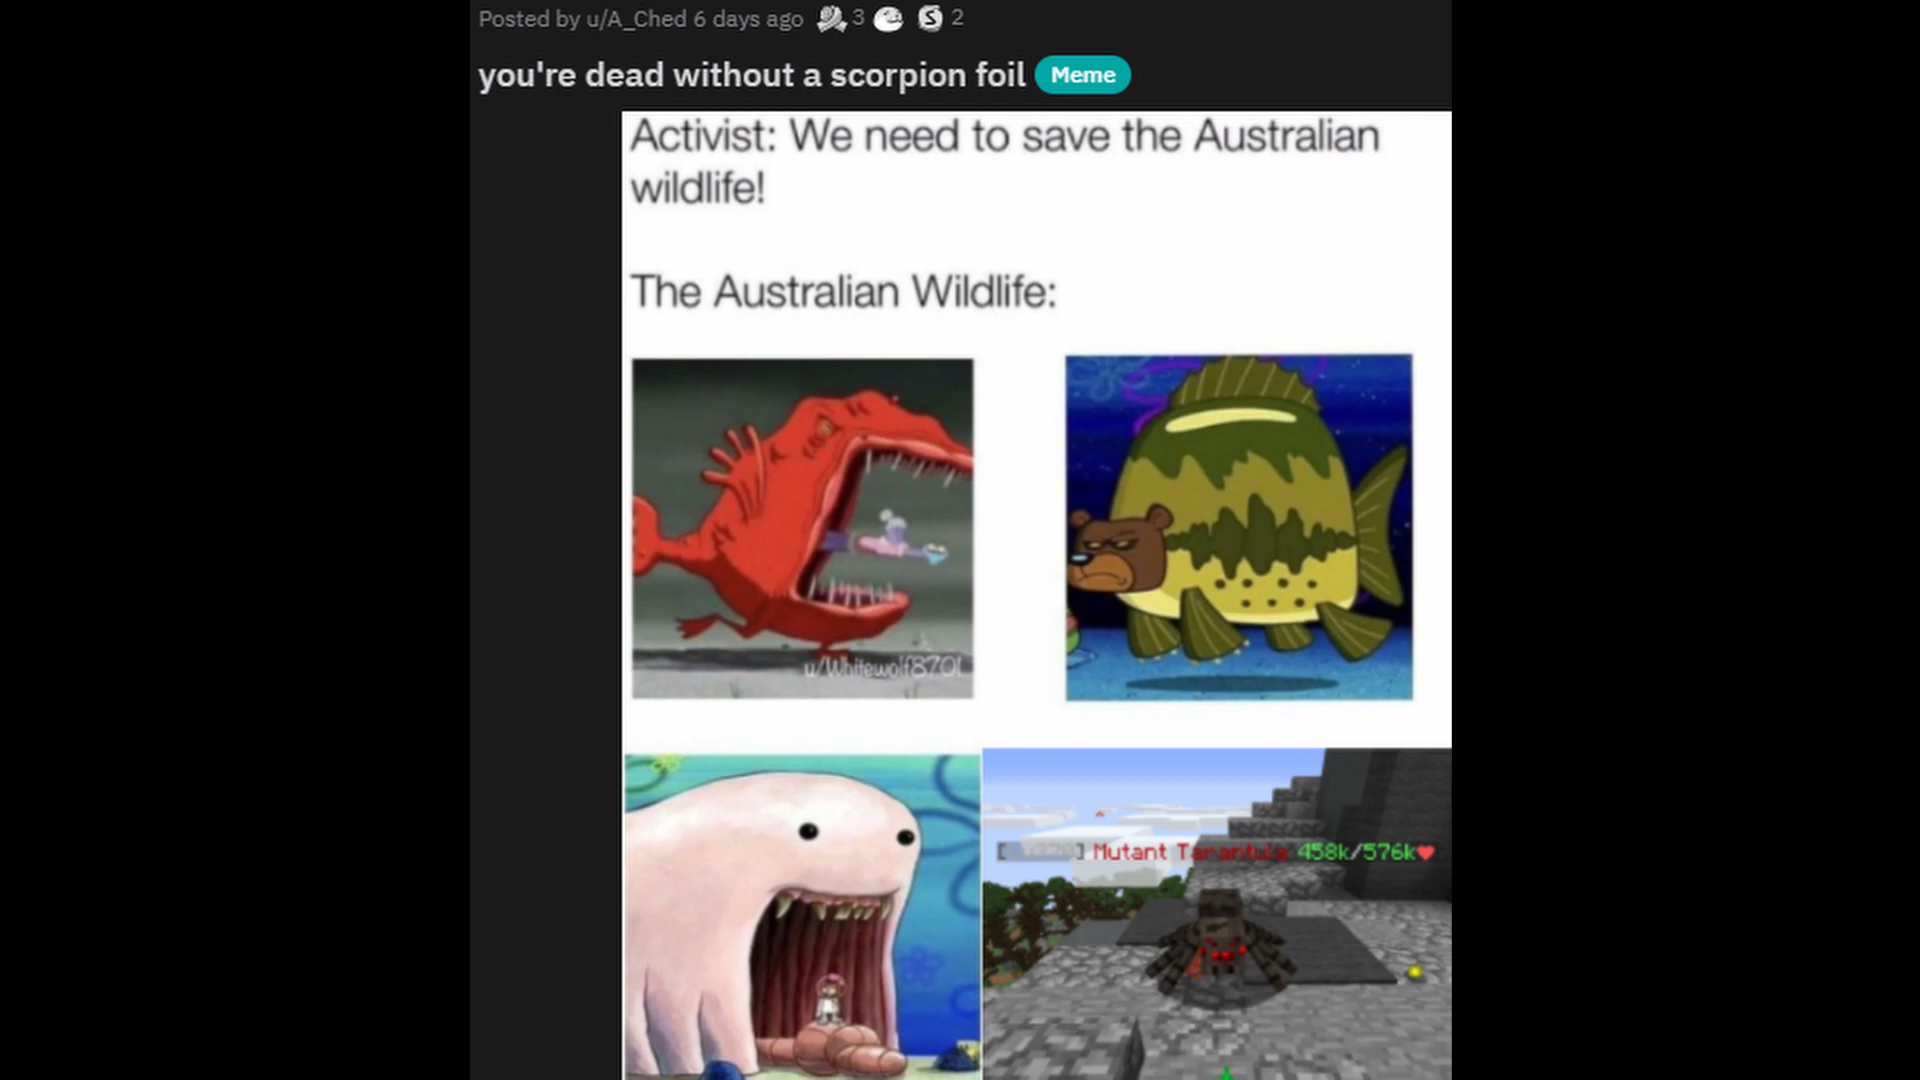 Posted by u/A_Ched 6 days ago 3 2
you're dead without a scorpion foil Meme
Activist: We need to save the Australian
wildlife!
The Australian Wildlife:
u/Whitewolf8701
Mutant Tarantula 458k/576k❤